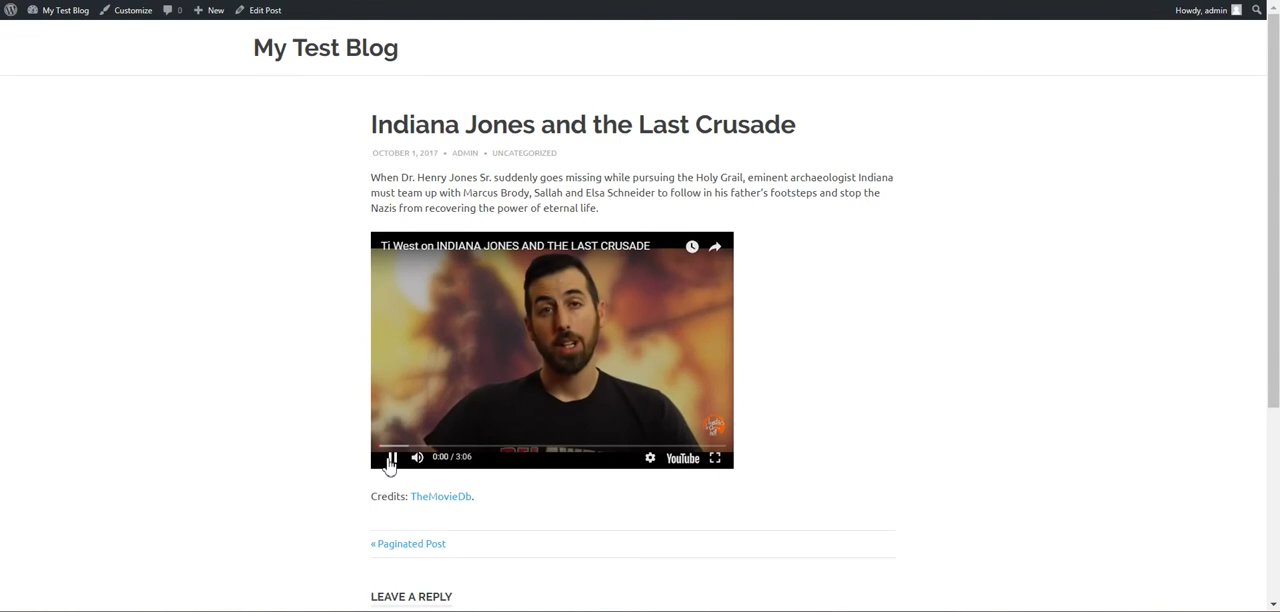 My Test Blog Customize 0 New Edit Post Howdy, admin
My Test Blog
Indiana Jones and the Last Crusade
OCTOBER 1, 2017 • ADMIN • UNCATEGORIZED
When Dr. Henry Jones Sr. suddenly goes missing while pursuing the Holy Grail, eminent archaeologist Indiana
must team up with Marcus Brody, Sallah and Elsa Schneider to follow in his father's footsteps and stop the
Nazis from recovering the power of eternal life.
Ti West on INDIANA JONES AND THE LAST CRUSADE
0:00 / 3:06 YouTube
Credits: TheMovieDb.
« Paginated Post
LEAVE A REPLY